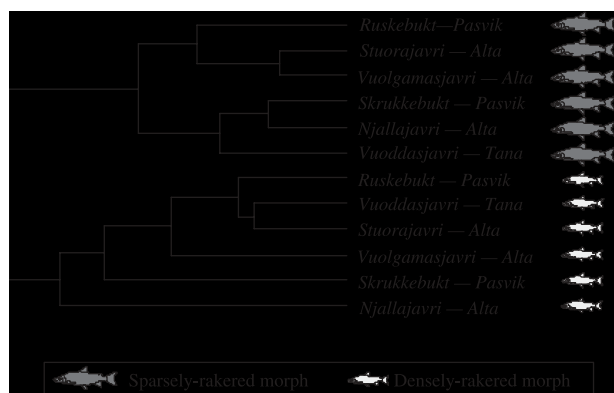 Ruskebukt—Pasvik
Stuorajavri — Alta
Vuolgamasjavri — Alta
Skrukkebukt — Pasvik
Njallajavri — Alta
Vuoddasjavri — Tana
Ruskebukt — Pasvik
Vuoddasjavri — Tana
Stuorajavri — Alta
Vuolgamasjavri — Alta
Skrukkebukt — Pasvik
Njallajavri — Alta
Sparsely-rakered morph Densely-rakered morph